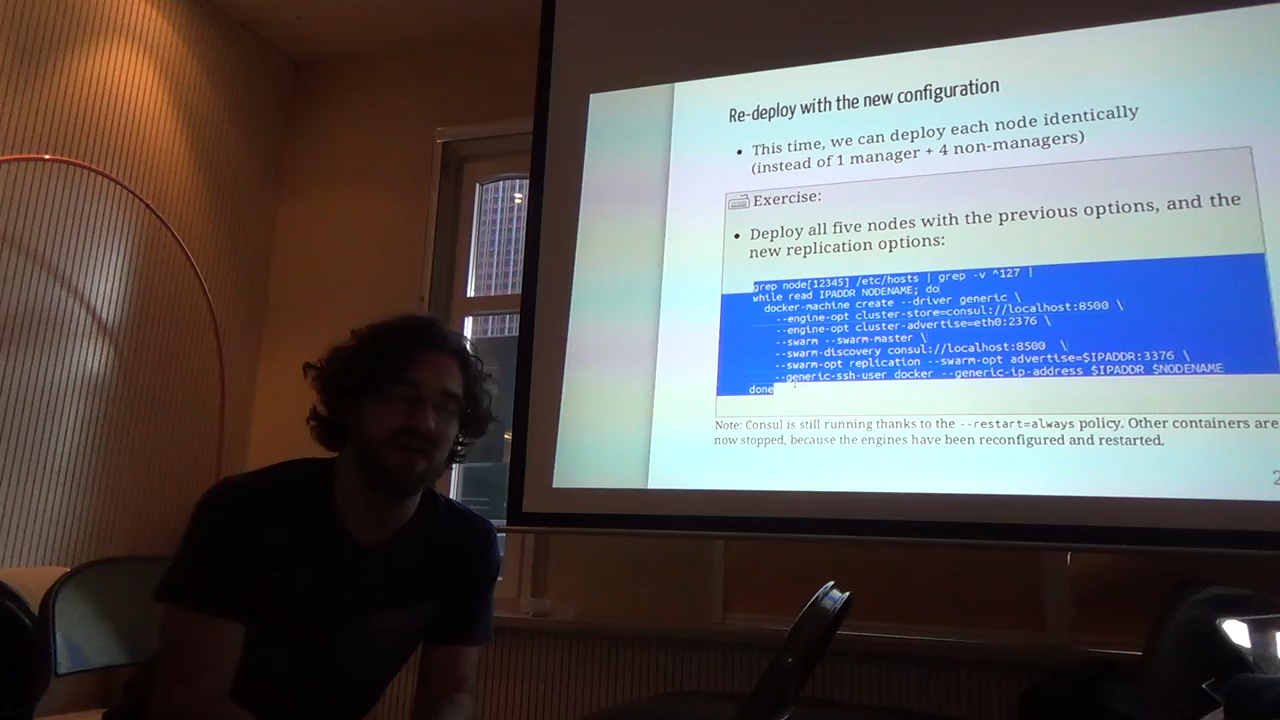 Re-deploy with the new configuration
• This time, we can deploy each node identically
(instead of 1 manager + 4 non-managers)
Exercise:
• Deploy all five nodes with the previous options, and the
new replication options:
grep node[12345] /etc/hosts | grep -v ^127 |
while read IPADDR NODENAME; do
docker-machine create --driver generic \
--engine-opt cluster-store=consul://localhost:8500 \
--engine-opt cluster-advertise=eth0:2376 \
--swarm --swarm-master \
--swarm-discovery consul://localhost:8500 \
--swarm-opt replication --swarm-opt advertise=$IPADDR:3376 \
--generic-ssh-user docker --generic-ip-address $IPADDR $NODENAME
done
Note: Consul is still running thanks to the --restart=always policy. Other containers are
now stopped, because the engines have been reconfigured and restarted.